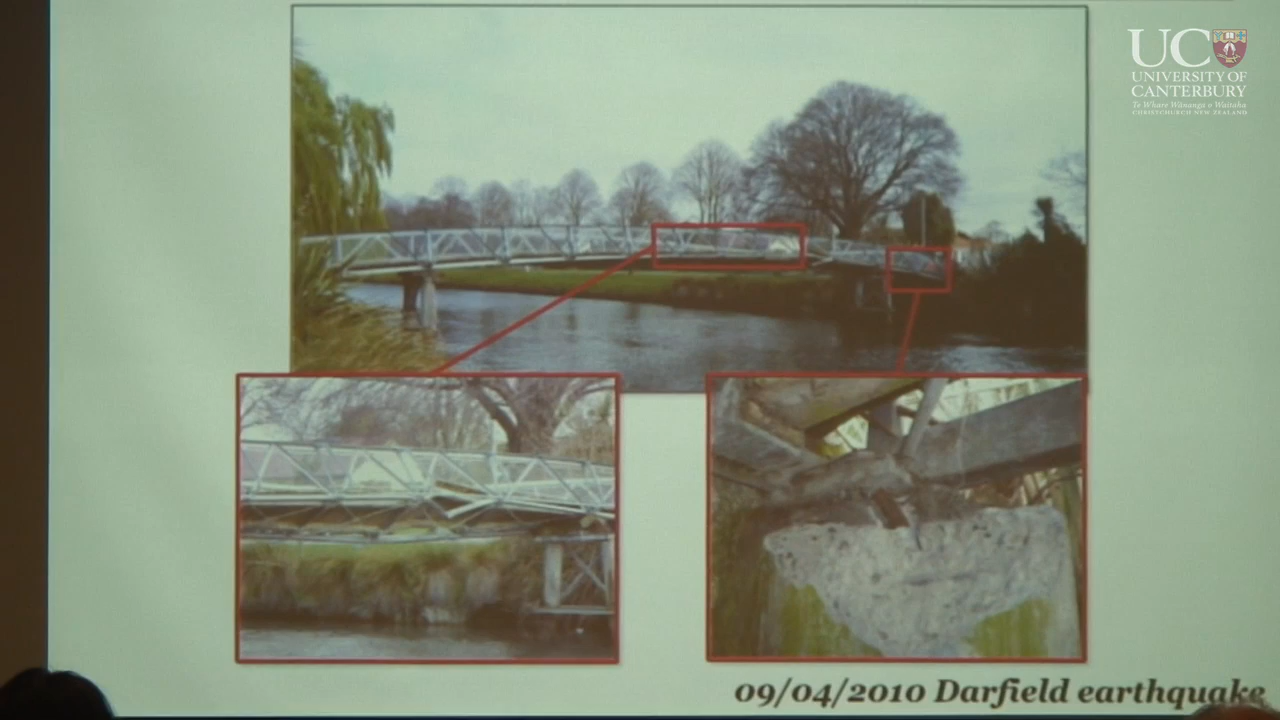 UC
UNIVERSITY OF
CANTERBURY
Te Whare Wānanga o Waitaha
CHRISTCHURCH NEW ZEALAND
09/04/2010 Darfield earthquake